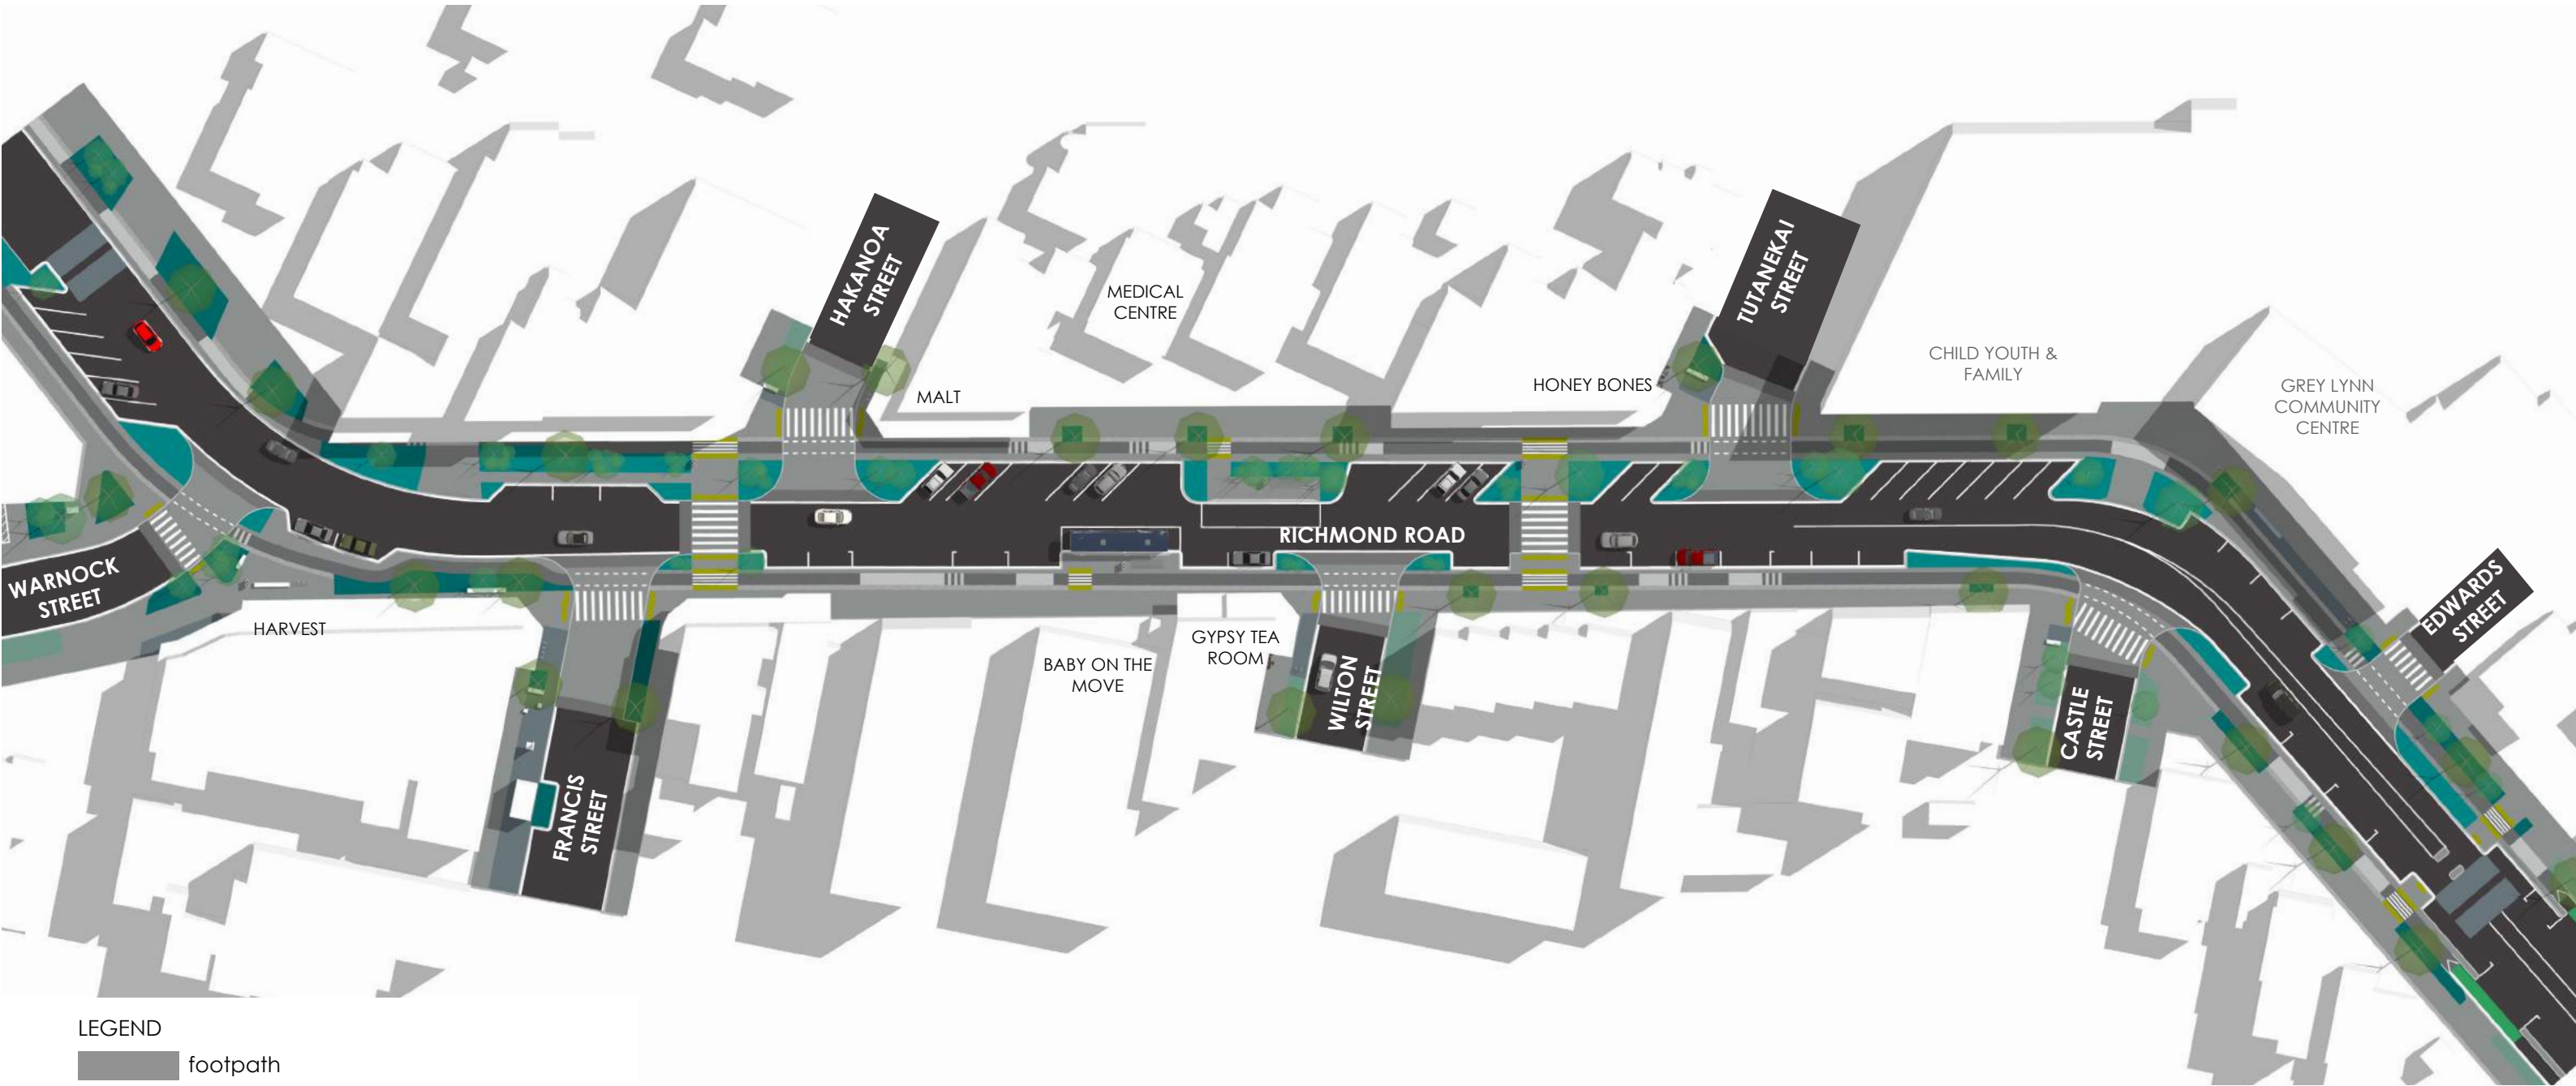 HAKANOA
STREET
TUTANEKAI
STREET
MEDICAL
CENTRE
MALT
HONEY BONES
CHILD YOUTH &
FAMILY
GREY LYNN
COMMUNITY
CENTRE
RICHMOND ROAD
WARNOCK
STREET
HARVEST
FRANCIS
STREET
BABY ON THE
MOVE
GYPSY TEA
ROOM
WILTON
STREET
CASTLE
STREET
EDWARDS
STREET
LEGEND
footpath